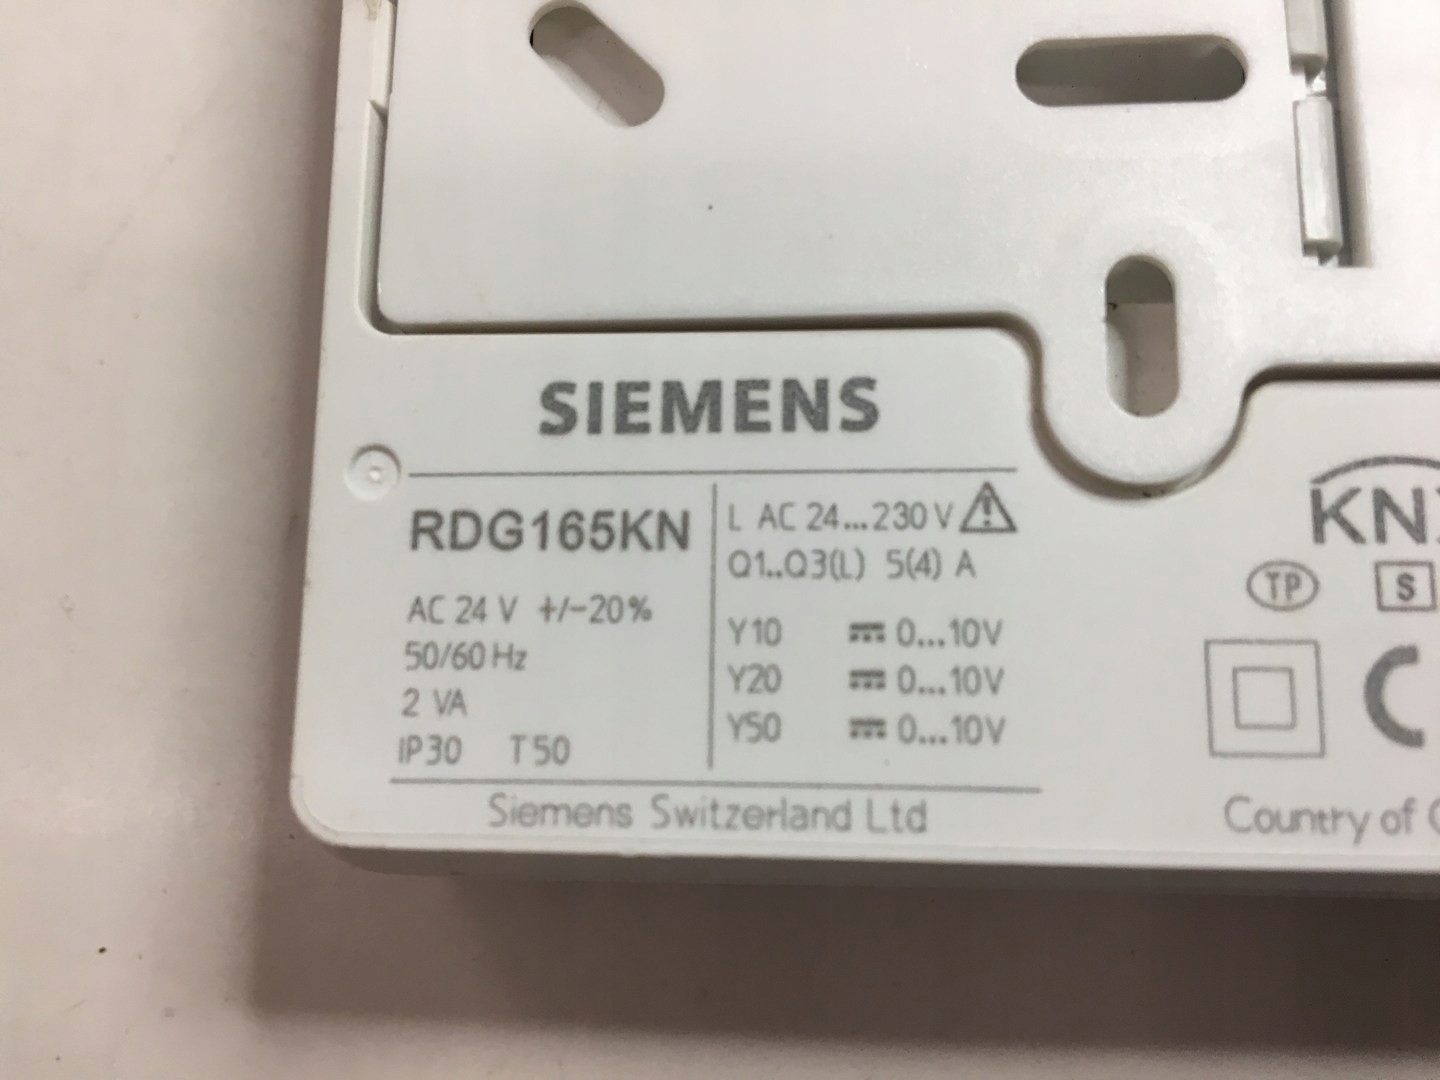 SIEMENS
RDG165KN
AC 24 V +/-20%
50/60 Hz
2 VA
IP30 T50
L AC 24...230 V
Q1..Q3(L) 5(4) A
Y10 0...10V
Y20 0...10V
Y50 0...10V
Siemens Switzerland Ltd
KN
TP
S
Country of